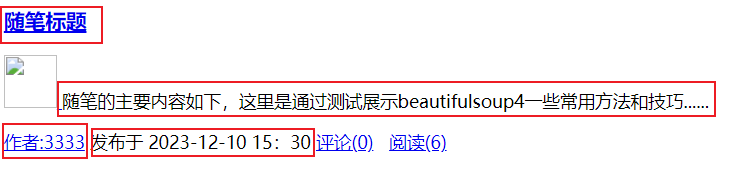 随笔标题
随笔的主要内容如下，这里是通过测试展示beautifulsoup4一些常用方法和技巧......
作者:3333 发布于 2023-12-10 15：30 评论(0) 阅读(6)